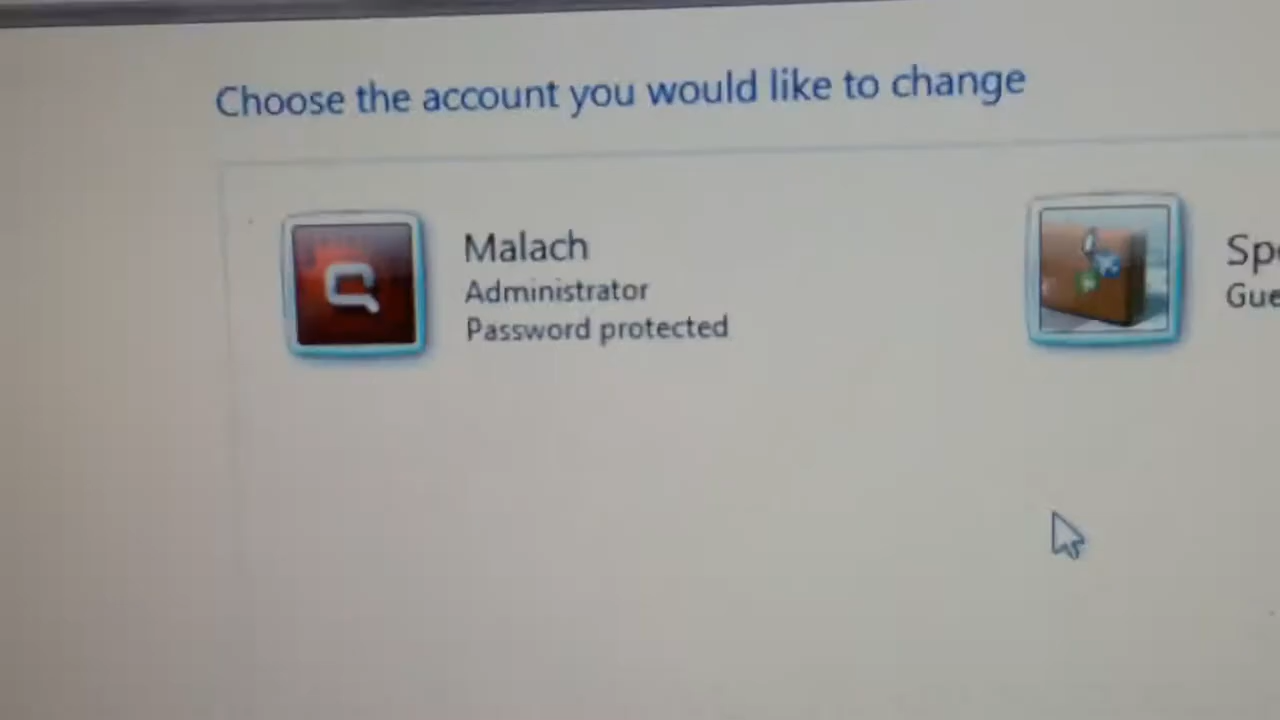 Choose the account you would like to change
Malach
Administrator
Password protected